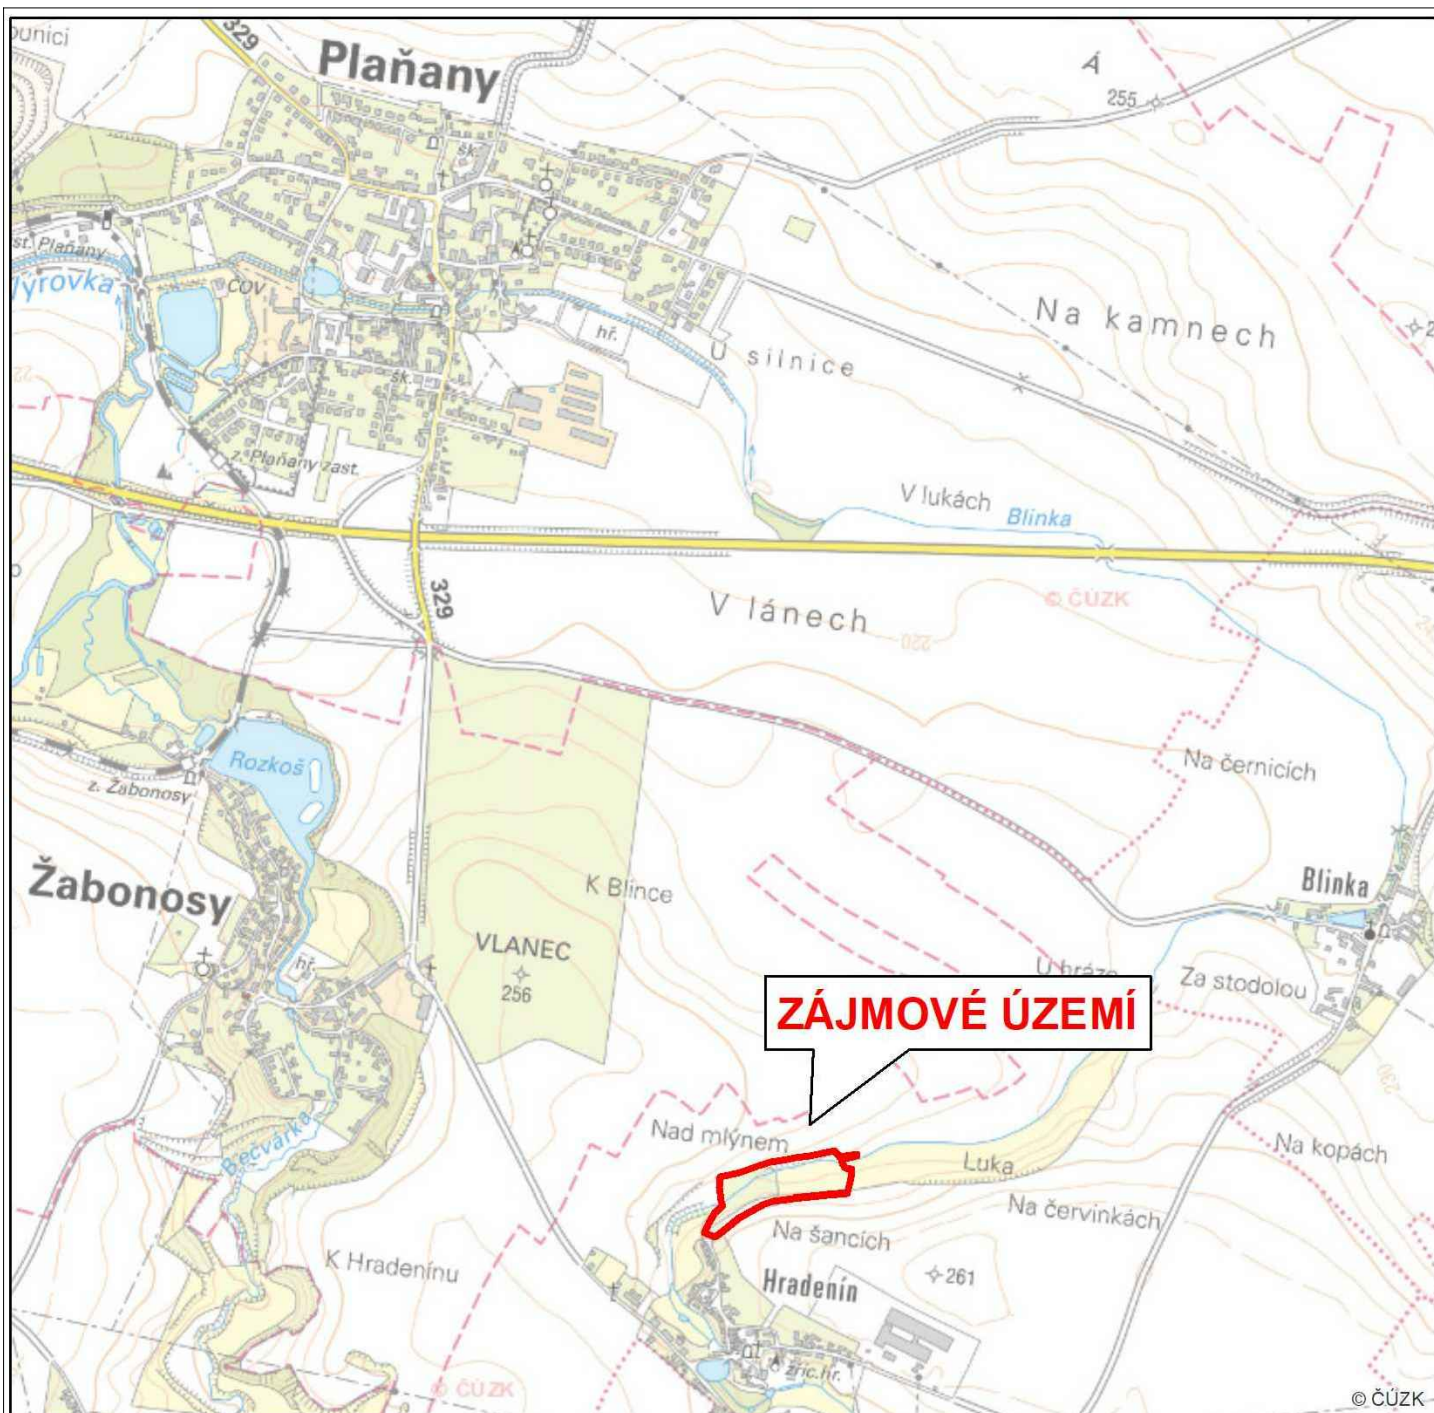 329
Plaňany
Á
255
šk.
st. Plaňany
ČOV
Na kamnech
hř.
U silnice
šk.
z. Plaňany zast.
V lukách
Blinka
329
© ČÚZK
V lánech
220
Rozkoš
Na černicích
z. Žabonosy
Žabonosy
K Blince
Blinka
VLANEC
256
hř.
U hráze
Za stodolou
ZÁJMOVÉ ÚZEMÍ
230
Bečvárka
Nad mlýnem
Luka
Na kopách
Na červinkách
Na šancích
K Hradenínu
Hradenín
261
zříc. hr.
© ČÚZK
© ČÚZK